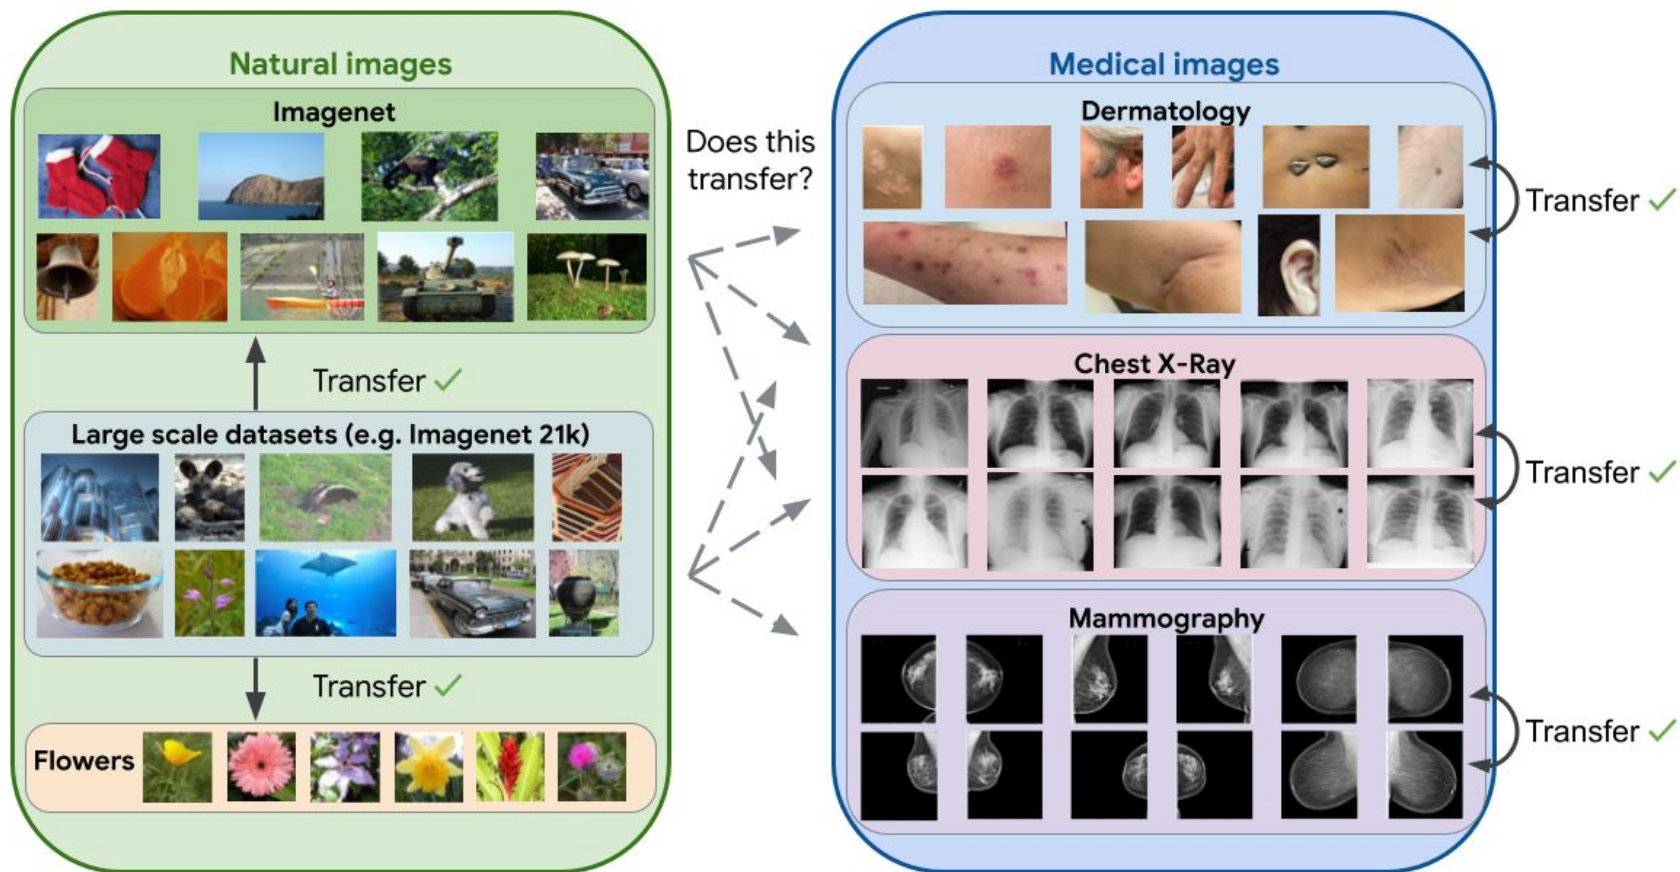 Natural images
Imagenet
Transfer ✓
Large scale datasets (e.g. Imagenet 21k)
Transfer ✓
Flowers
Does this
transfer?
Medical images
Dermatology
Transfer ✓
Chest X-Ray
Transfer ✓
Mammography
Transfer ✓